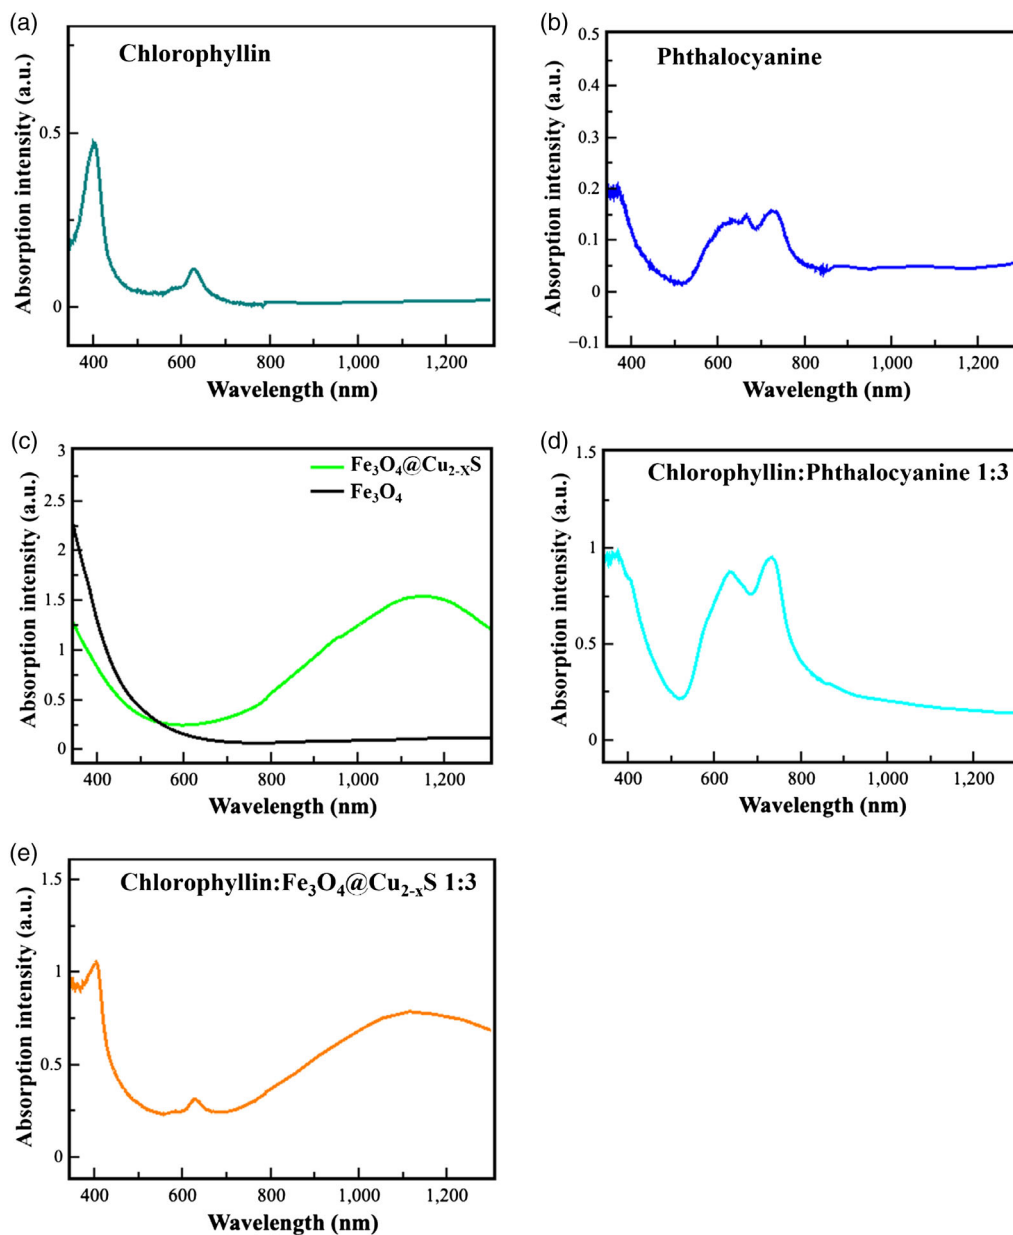 (a)
Chlorophyllin
Absorption intensity (a.u.)
0.5
0
400 600 800 1,000 1,200
Wavelength (nm)
(b)
Phthalocyanine
Absorption intensity (a.u.)
0.5
0.4
0.3
0.2
0.1
0
−0.1
400 600 800 1,000 1,200
Wavelength (nm)
(c)
Fe₃O₄@Cu₂₋ₓS
Fe₃O₄
Absorption intensity (a.u.)
3
2.5
2
1.5
1
0.5
0
400 600 800 1,000 1,200
Wavelength (nm)
(d)
Chlorophyllin:Phthalocyanine 1:3
Absorption intensity (a.u.)
1.5
1
0.5
0
400 600 800 1,000 1,200
Wavelength (nm)
(e)
Chlorophyllin:Fe₃O₄@Cu₂₋ₓS 1:3
Absorption intensity (a.u.)
1.5
1
0.5
0
400 600 800 1,000 1,200
Wavelength (nm)